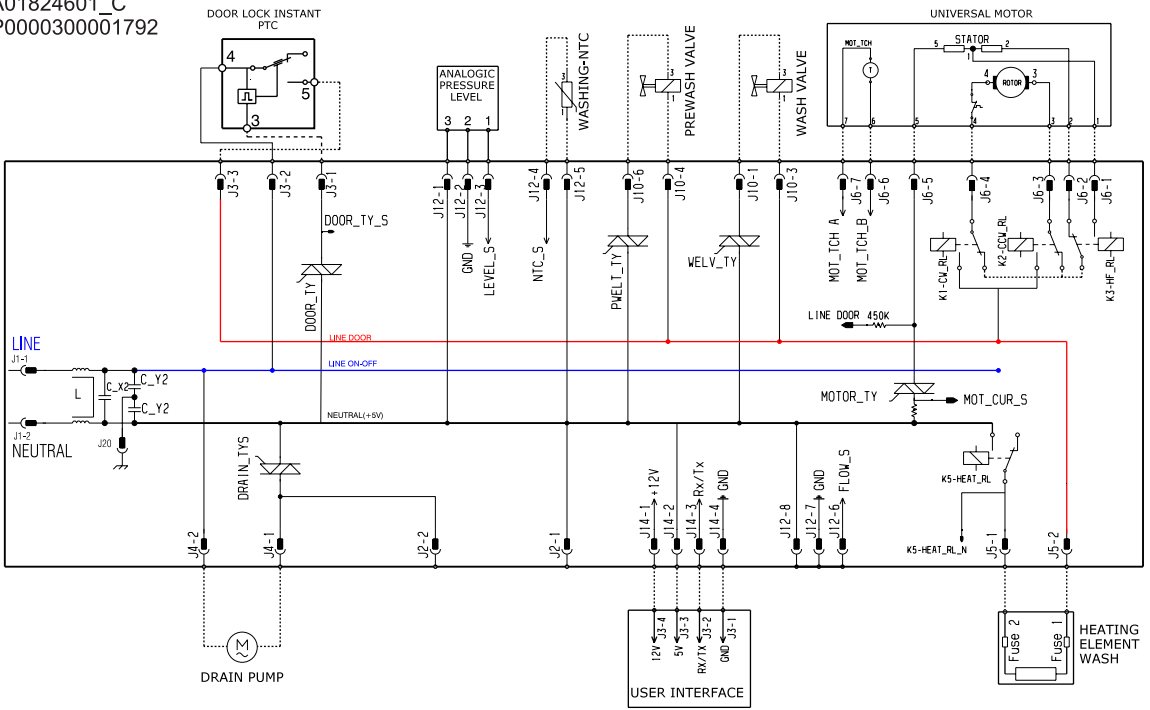 A01824601_C
P0000300001792
DOOR LOCK INSTANT
PTC
UNIVERSAL MOTOR
4
5
3
ANALOGIC
PRESSURE
LEVEL
3 2 1
3
1
WASHING-NTC
3
1
PREWASH VALVE
3
1
WASH VALVE
MOT_TCH
T
STATOR
5
2
1
4
ROTOR
3
7
6
5
4
3
2
1
J3-3
J3-2
J3-1
J12-1
J12-2
J12-3
J12-4
J12-5
J10-6
J10-4
J10-1
J10-3
J6-7
J6-6
J6-5
J6-4
J6-3
J6-2
J6-1
DOOR_TY_S
DOOR_TY
GND
LEVEL_S
NTC_S
PWELT_TY
WELV_TY
MOT_TCH A
MOT_TCH_B
K1-CW_RL
K2-CCW_RL
K3-HF_RL
LINE DOOR 450K
LINE
J1-1
LINE DOOR
LINE ON-OFF
L
C_X2
C_Y2
C_Y2
NEUTRAL(+5V)
J1-2
NEUTRAL
J20
MOTOR_TY
MOT_CUR_S
DRAIN_TYS
K5-HEAT_RL
K5-HEAT_RL_N
+12V
Rx/Tx
GND
GND
FLOW_S
J4-2
J4-1
J2-2
J2-1
J14-1
J14-2
J14-3
J14-4
J12-8
J12-7
J12-6
J5-1
J5-2
M
DRAIN PUMP
J3-4
J3-3
J3-2
J3-1
12V
5V
RX/TX
GND
USER INTERFACE
Fuse 2
Fuse 1
HEATING
ELEMENT
WASH